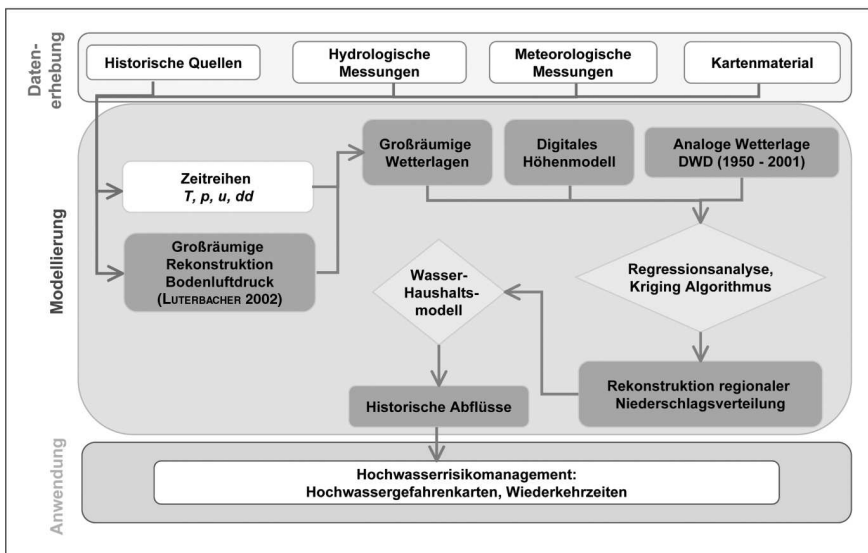 Daten-
erhebung
Historische Quellen
Hydrologische
Messungen
Meteorologische
Messungen
Kartenmaterial
Modellierung
Großräumige
Wetterlagen
Digitales
Höhenmodell
Analoge Wetterlage
DWD (1950 - 2001)
Zeitreihen
T, p, u, dd
Großräumige
Rekonstruktion
Bodenluftdruck
(LUTERBACHER 2002)
Wasser-
Haushalts-
modell
Regressionsanalyse,
Kriging Algorithmus
Historische Abflüsse
Rekonstruktion regionaler
Niederschlagsverteilung
Anwendung
Hochwasserrisikomanagement:
Hochwassergefahrenkarten, Wiederkehrzeiten